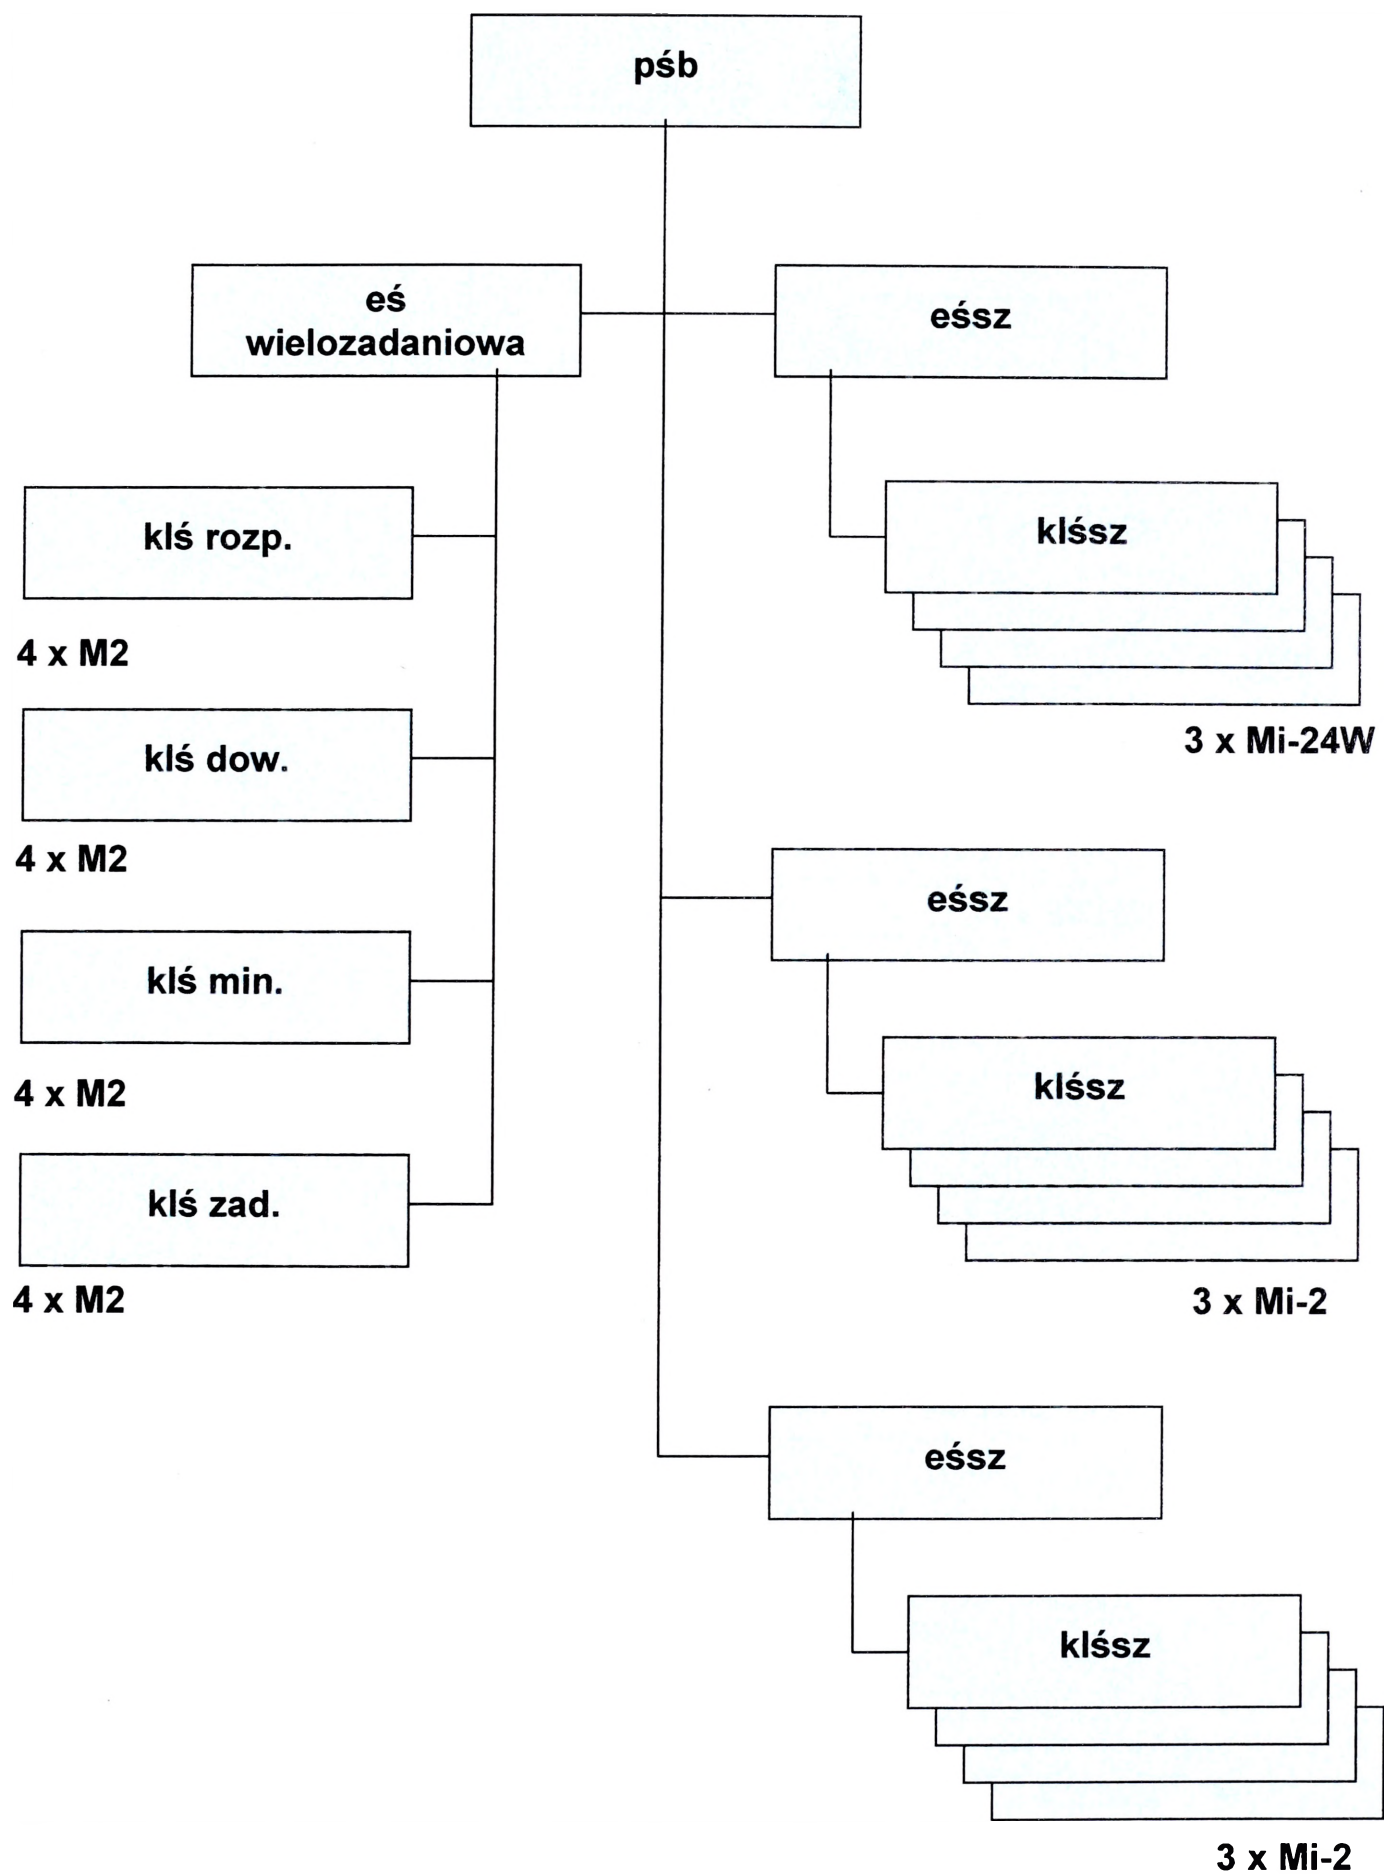 pśb
eś
wielozadaniowa
klś rozp.
4 x M2
klś dow.
4 x M2
klś min.
4 x M2
klś zad.
4 x M2
eśsz
klśsz
3 x Mi-24W
eśsz
klśsz
3 x Mi-2
eśsz
klśsz
3 x Mi-2